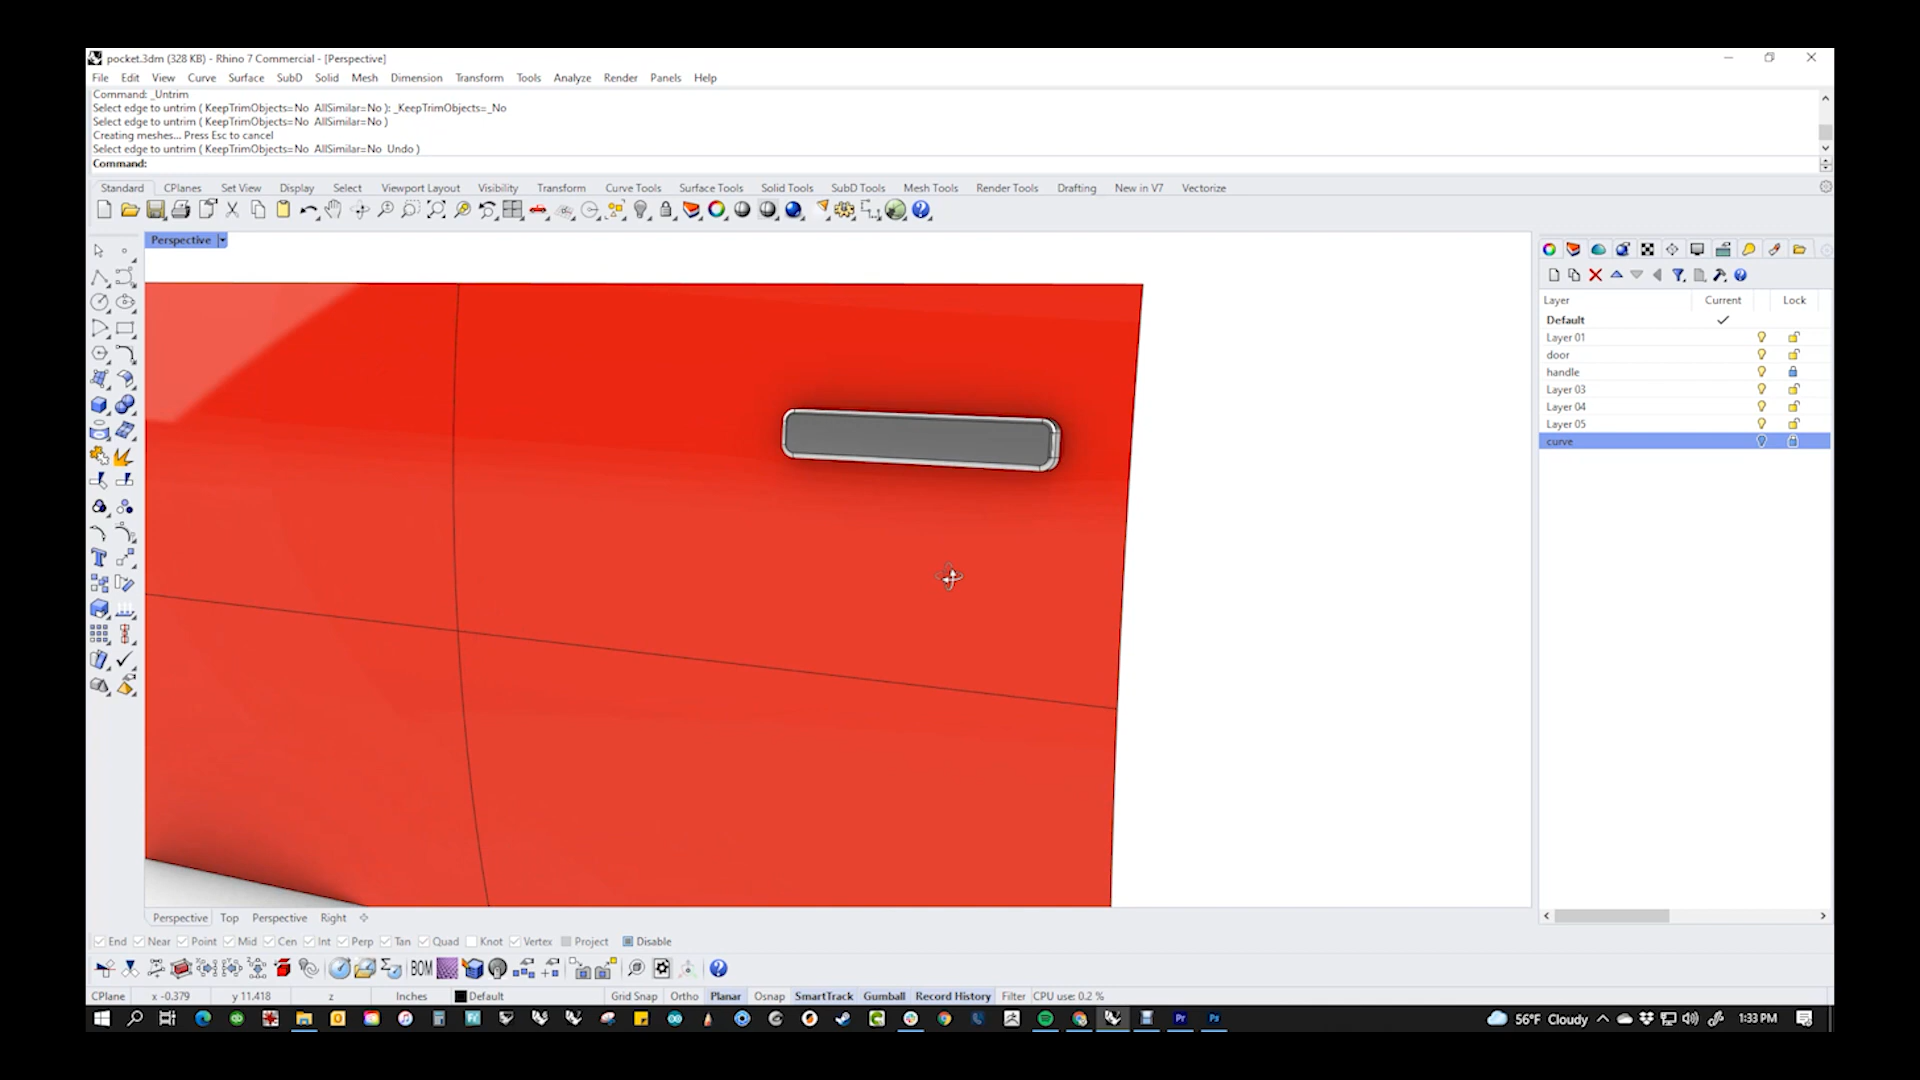 pocket.3dm (328 KB) - Rhino 7 Commercial - [Perspective]
File Edit View Curve Surface SubD Solid Mesh Dimension Transform Tools Analyze Render Panels Help
Command: _Untrim
Select edge to untrim ( KeepTrimObjects=No AllSimilar=No ): _KeepTrimObjects=_No
Select edge to untrim ( KeepTrimObjects=No AllSimilar=No )
Creating meshes... Press Esc to cancel
Select edge to untrim ( KeepTrimObjects=No AllSimilar=No Undo )
Command:
Standard CPlanes Set View Display Select Viewport Layout Visibility Transform Curve Tools Surface Tools Solid Tools SubD Tools Mesh Tools Render Tools Drafting New in V7 Vectorize
Perspective
Layer Current Lock
Default
Layer 01
door
handle
Layer 03
Layer 04
Layer 05
curve
Perspective Top Perspective Right
End Near Point Mid Cen Int Perp Tan Quad Knot Vertex Project Disable
BOM
CPlane x -0.379 y 11.418 z Inches Default Grid Snap Ortho Planar Osnap SmartTrack Gumball Record History Filter CPU use: 0.2 %
56°F Cloudy 1:33 PM